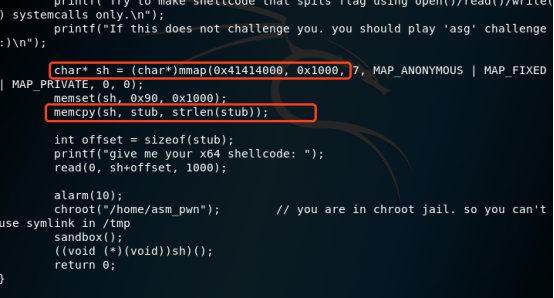 printf("Try to make shellcode that spits flag using open()/read()/write(
) systemcalls only.\n");
printf("If this does not challenge you. you should play 'asg' challenge
:)\n");
char* sh = (char*)mmap(0x41414000, 0x1000, 7, MAP_ANONYMOUS | MAP_FIXED
| MAP_PRIVATE, 0, 0);
memset(sh, 0x90, 0x1000);
memcpy(sh, stub, strlen(stub));
int offset = sizeof(stub);
printf("give me your x64 shellcode: ");
read(0, sh+offset, 1000);
alarm(10);
chroot("/home/asm_pwn");        // you are in chroot jail. so you can't
use symlink in /tmp
sandbox();
((void (*)(void))sh)();
return 0;
}